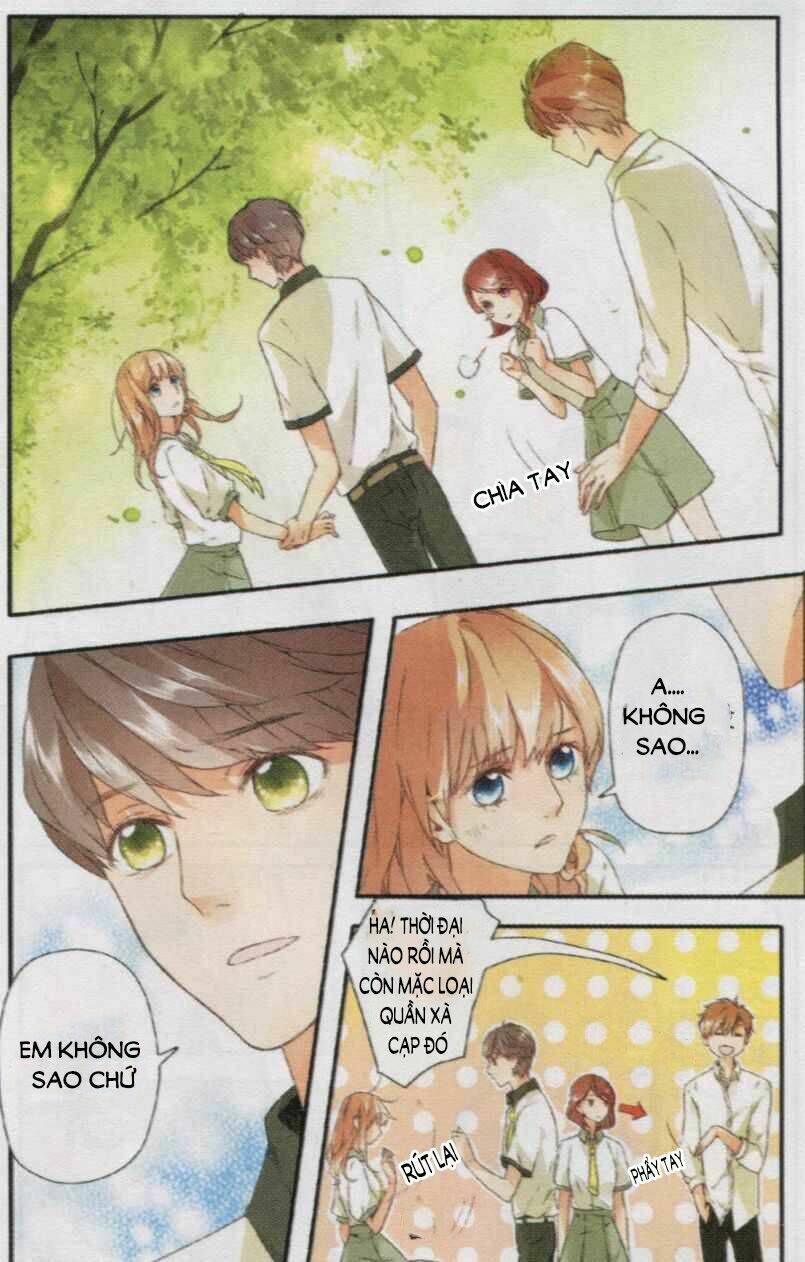 CHÌA TAY
A....
KHÔNG
SAO...
EM KHÔNG
SAO CHỨ
HA! THỜI ĐẠI
NÀO RỒI MÀ
CÒN MẶC LOẠI
QUẦN XÀ
CẠP ĐÓ
RÚT LẠI
PHẨY TAY